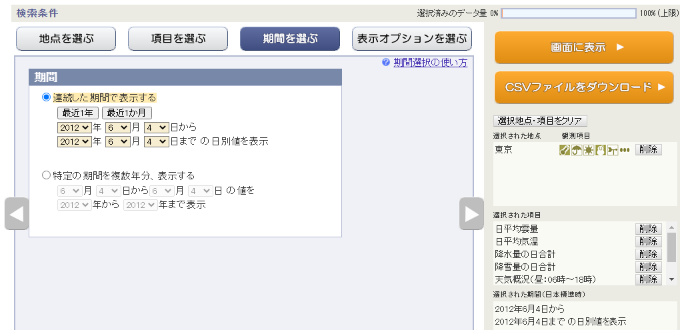 検索条件
選択済みのデータ量 0% 100%(上限)
地点を選ぶ 項目を選ぶ 期間を選ぶ 表示オプションを選ぶ
画面に表示
CSVファイルをダウンロード
期間選択の使い方
期間
連続した期間で表示する
最近1年 最近1か月
2012 年 6 月 4 日から
2012 年 6 月 4 日まで の日別値を表示
特定の期間を複数年分、表示する
6 月 4 日から 6 月 4 日 の値を
2012 年から 2012 年まで表示
選択地点・項目をクリア
選択された地点 観測項目
東京 削除
選択された項目
日平均雲量 削除
日平均気温 削除
降水量の日合計 削除
降雪量の日合計 削除
天気概況(昼:06時~18時) 削除
選択された期間(日本標準時)
2012年6月4日から
2012年6月4日まで の日別値を表示